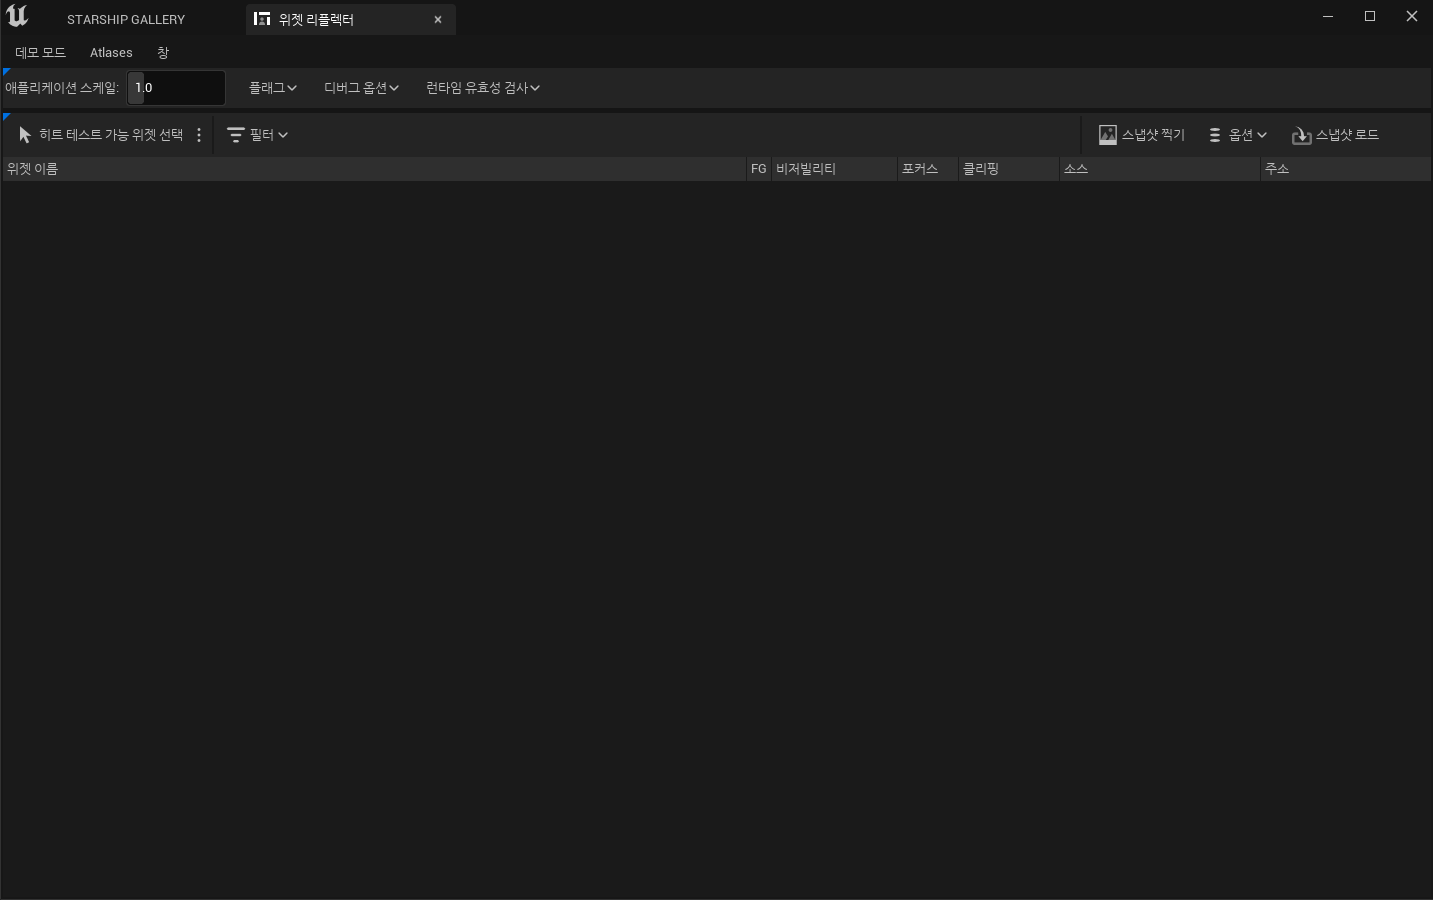 STARSHIP GALLERY 위젯 리플렉터
데모 모드 Atlases 창
애플리케이션 스케일: 1.0 플래그 디버그 옵션 런타임 유효성 검사
히트 테스트 가능 위젯 선택 필터 스냅샷 찍기 옵션 스냅샷 로드
위젯 이름 FG 비저빌리티 포커스 클리핑 소스 주소